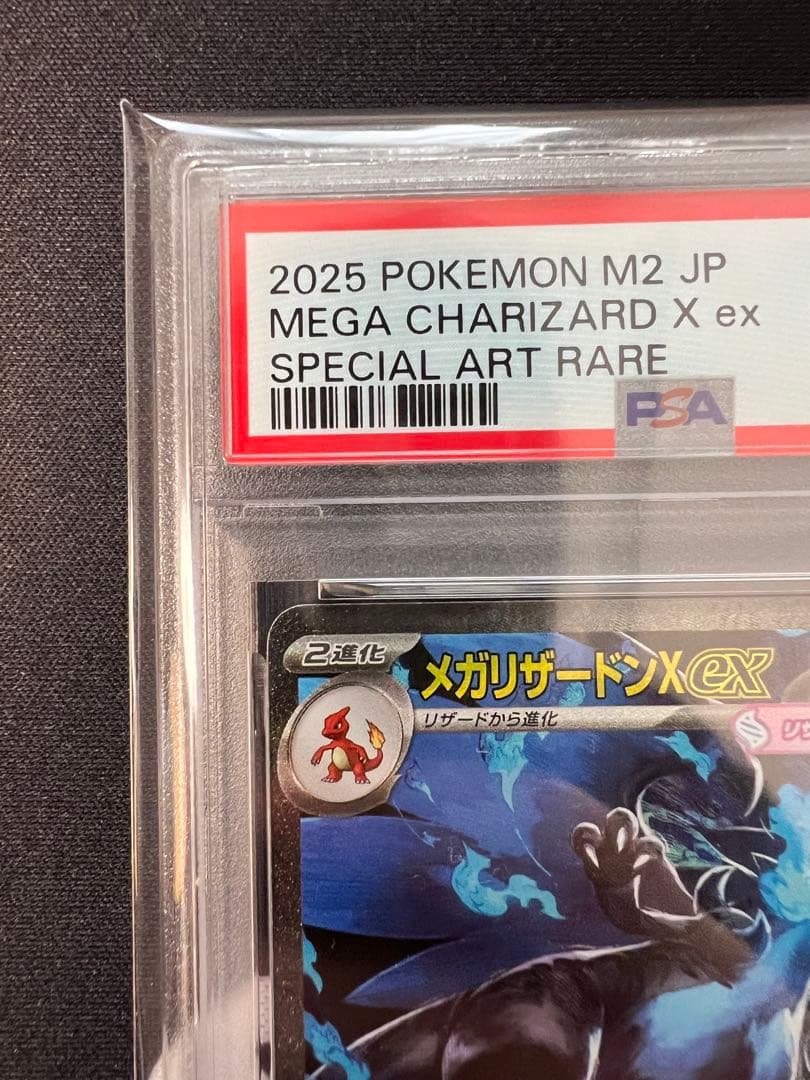 2025 POKEMON M2 JP
MEGA CHARIZARD X ex
SPECIAL ART RARE
PSA
2進化
メガリザードンXex
リザードから進化